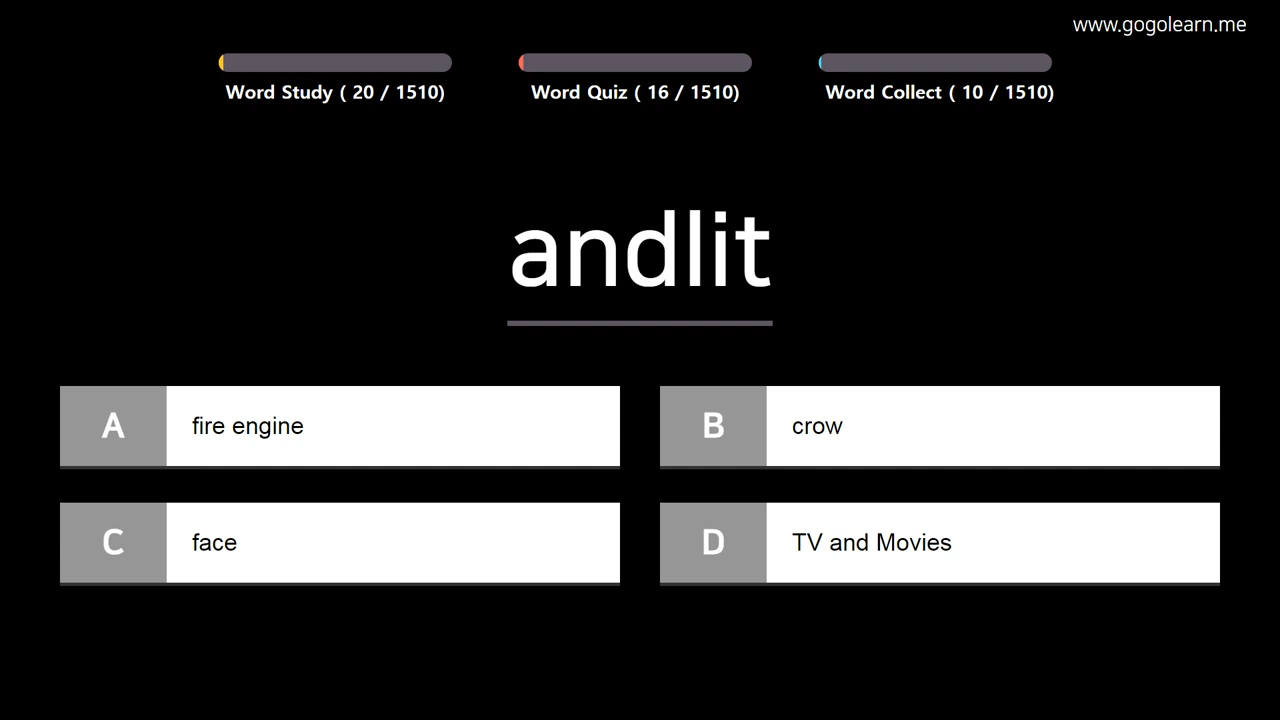 www.gogolearn.me
Word Study ( 20 / 1510)
Word Quiz ( 16 / 1510)
Word Collect ( 10 / 1510)
andlit
A
fire engine
B
crow
C
face
D
TV and Movies